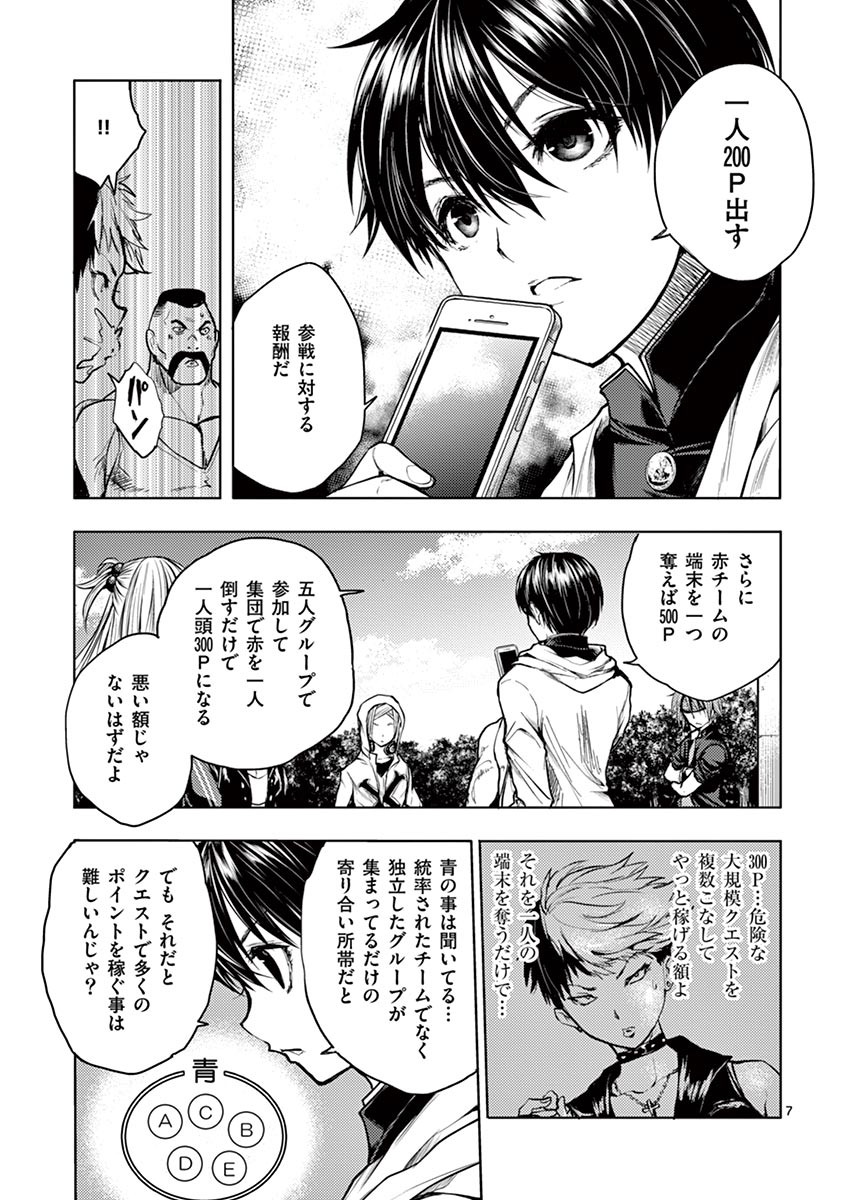 一人
200
P出す
参戦に対する
報酬だ
!!
バン
さらに
赤チームの
端末を一つ
奪えば500P
五人グループで
参加して
集団で赤を一人
倒すだけで
一人頭300P になる
悪い額じゃ
ないはずだよ
300P…危険な
大規模クエストを
複数こなして
やっと稼げる額よ
それを一人の
端末を奪うだけで…
青の事は聞いてる…
統率されたチームでなく
独立したグループが
集まってるだけの
寄り合い所帯だと
でも それだと
クエストで多くの
ポイントを稼ぐ事は
難しいんじゃ?
青
A
C
B
D
E
7